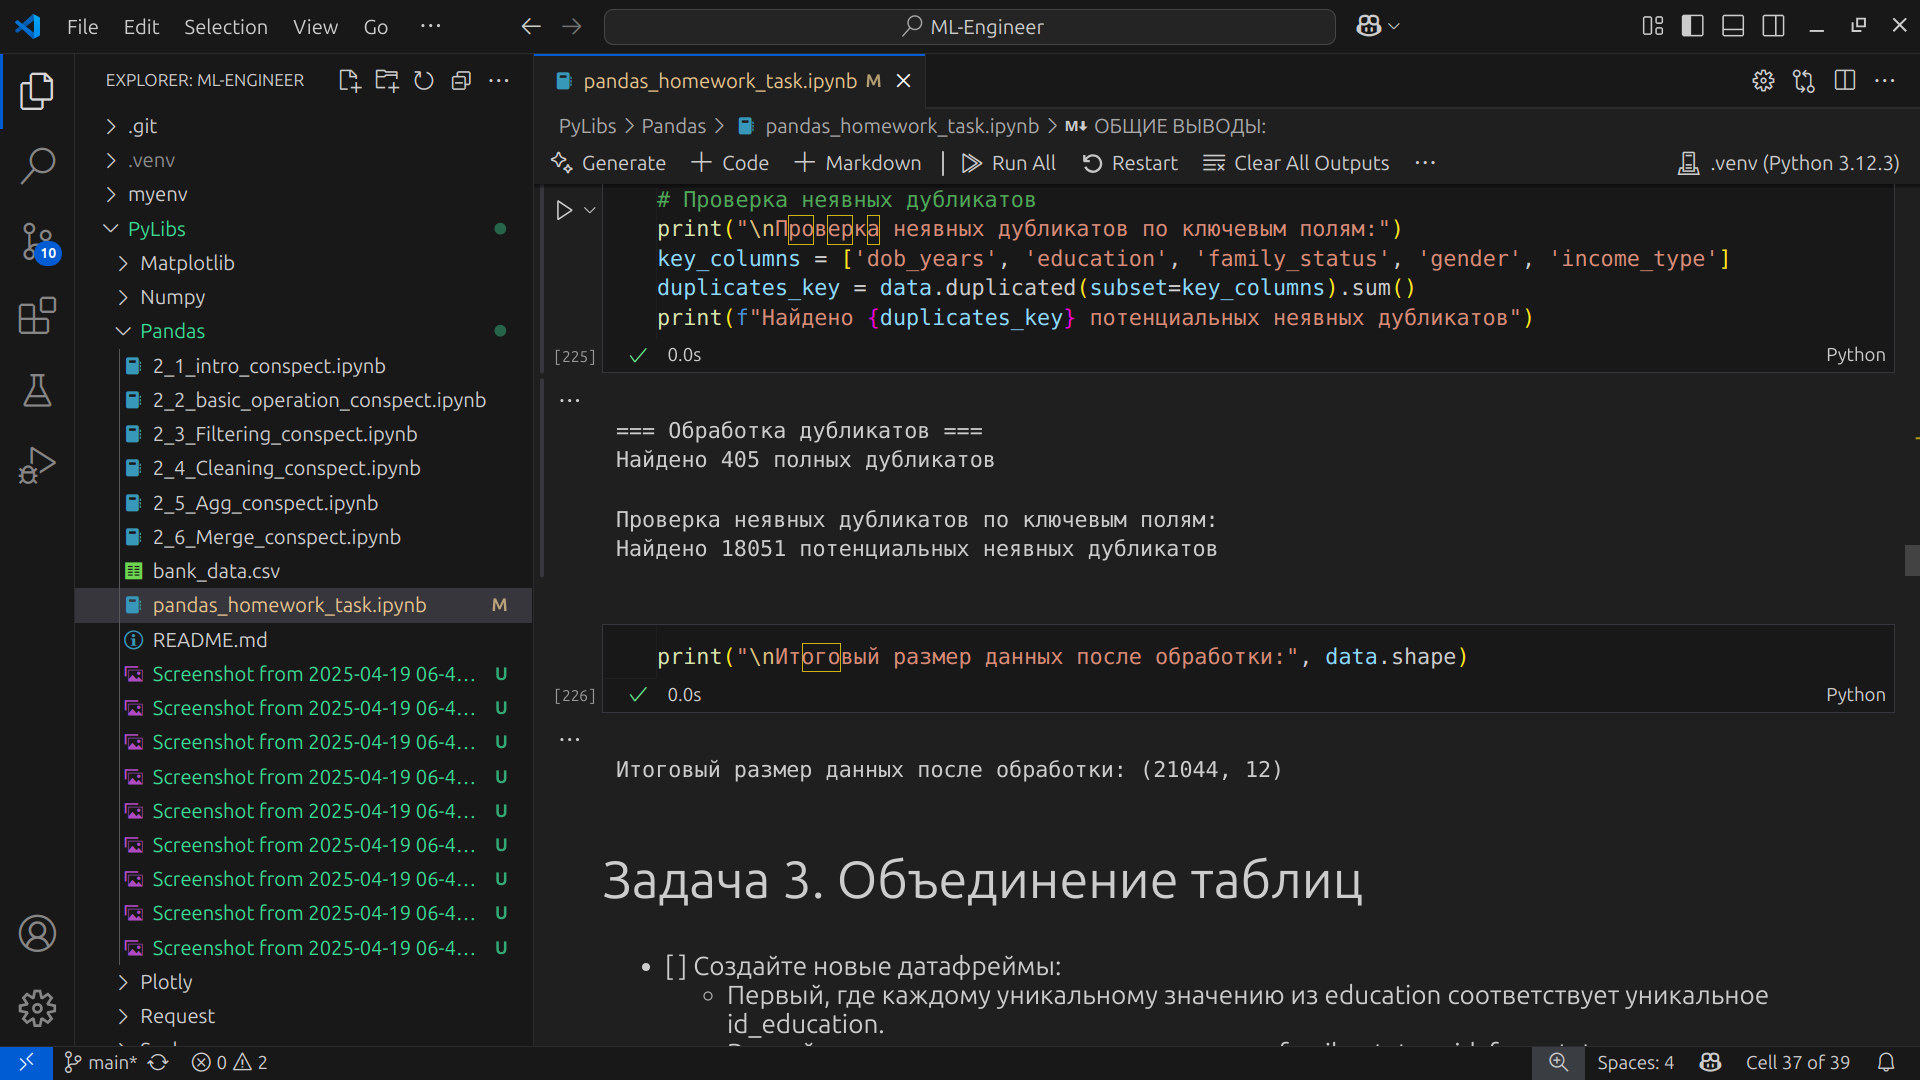 File Edit Selection View Go ···
ML-Engineer
EXPLORER: ML-ENGINEER
.git
.venv
myenv
PyLibs
Matplotlib
Numpy
Pandas
2_1_intro_conspect.ipynb
2_2_basic_operation_conspect.ipynb
2_3_Filtering_conspect.ipynb
2_4_Cleaning_conspect.ipynb
2_5_Agg_conspect.ipynb
2_6_Merge_conspect.ipynb
bank_data.csv
pandas_homework_task.ipynb M
README.md
Screenshot from 2025-04-19 06-4... U
Screenshot from 2025-04-19 06-4... U
Screenshot from 2025-04-19 06-4... U
Screenshot from 2025-04-19 06-4... U
Screenshot from 2025-04-19 06-4... U
Screenshot from 2025-04-19 06-4... U
Screenshot from 2025-04-19 06-4... U
Screenshot from 2025-04-19 06-4... U
Screenshot from 2025-04-19 06-4... U
Plotly
Request
10
pandas_homework_task.ipynb M
PyLibs > Pandas > pandas_homework_task.ipynb > M↓ ОБЩИЕ ВЫВОДЫ:
Generate + Code + Markdown | Run All Restart Clear All Outputs ··· .venv (Python 3.12.3)
# Проверка неявных дубликатов
print("\nПроверка неявных дубликатов по ключевым полям:")
key_columns = ['dob_years', 'education', 'family_status', 'gender', 'income_type']
duplicates_key = data.duplicated(subset=key_columns).sum()
print(f"Найдено {duplicates_key} потенциальных неявных дубликатов")
[225] 0.0s Python
...
=== Обработка дубликатов ===
Найдено 405 полных дубликатов
Проверка неявных дубликатов по ключевым полям:
Найдено 18051 потенциальных неявных дубликатов
print("\nИтоговый размер данных после обработки:", data.shape)
[226] 0.0s Python
...
Итоговый размер данных после обработки: (21044, 12)
Задача 3. Объединение таблиц
• [ ] Создайте новые датафреймы:
◦ Первый, где каждому уникальному значению из education соответствует уникальное
id_education.
main* 0 2
Spaces: 4 Cell 37 of 39